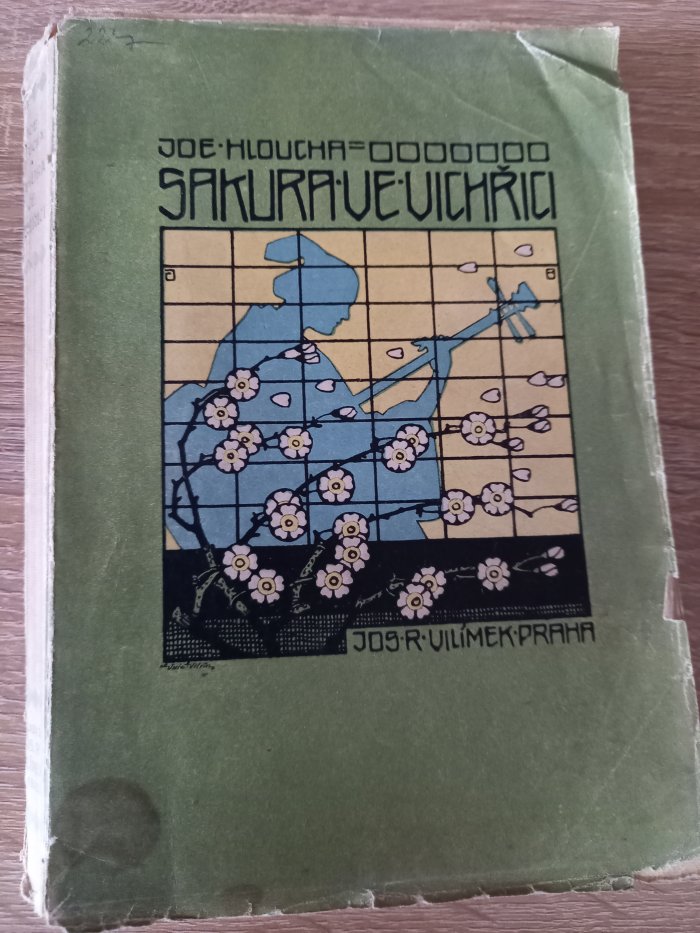 JOE·HLOUCHA=
SAKURA·VE·VICHŘICI
B
JOS·R·VILÍMEK·PRAHA